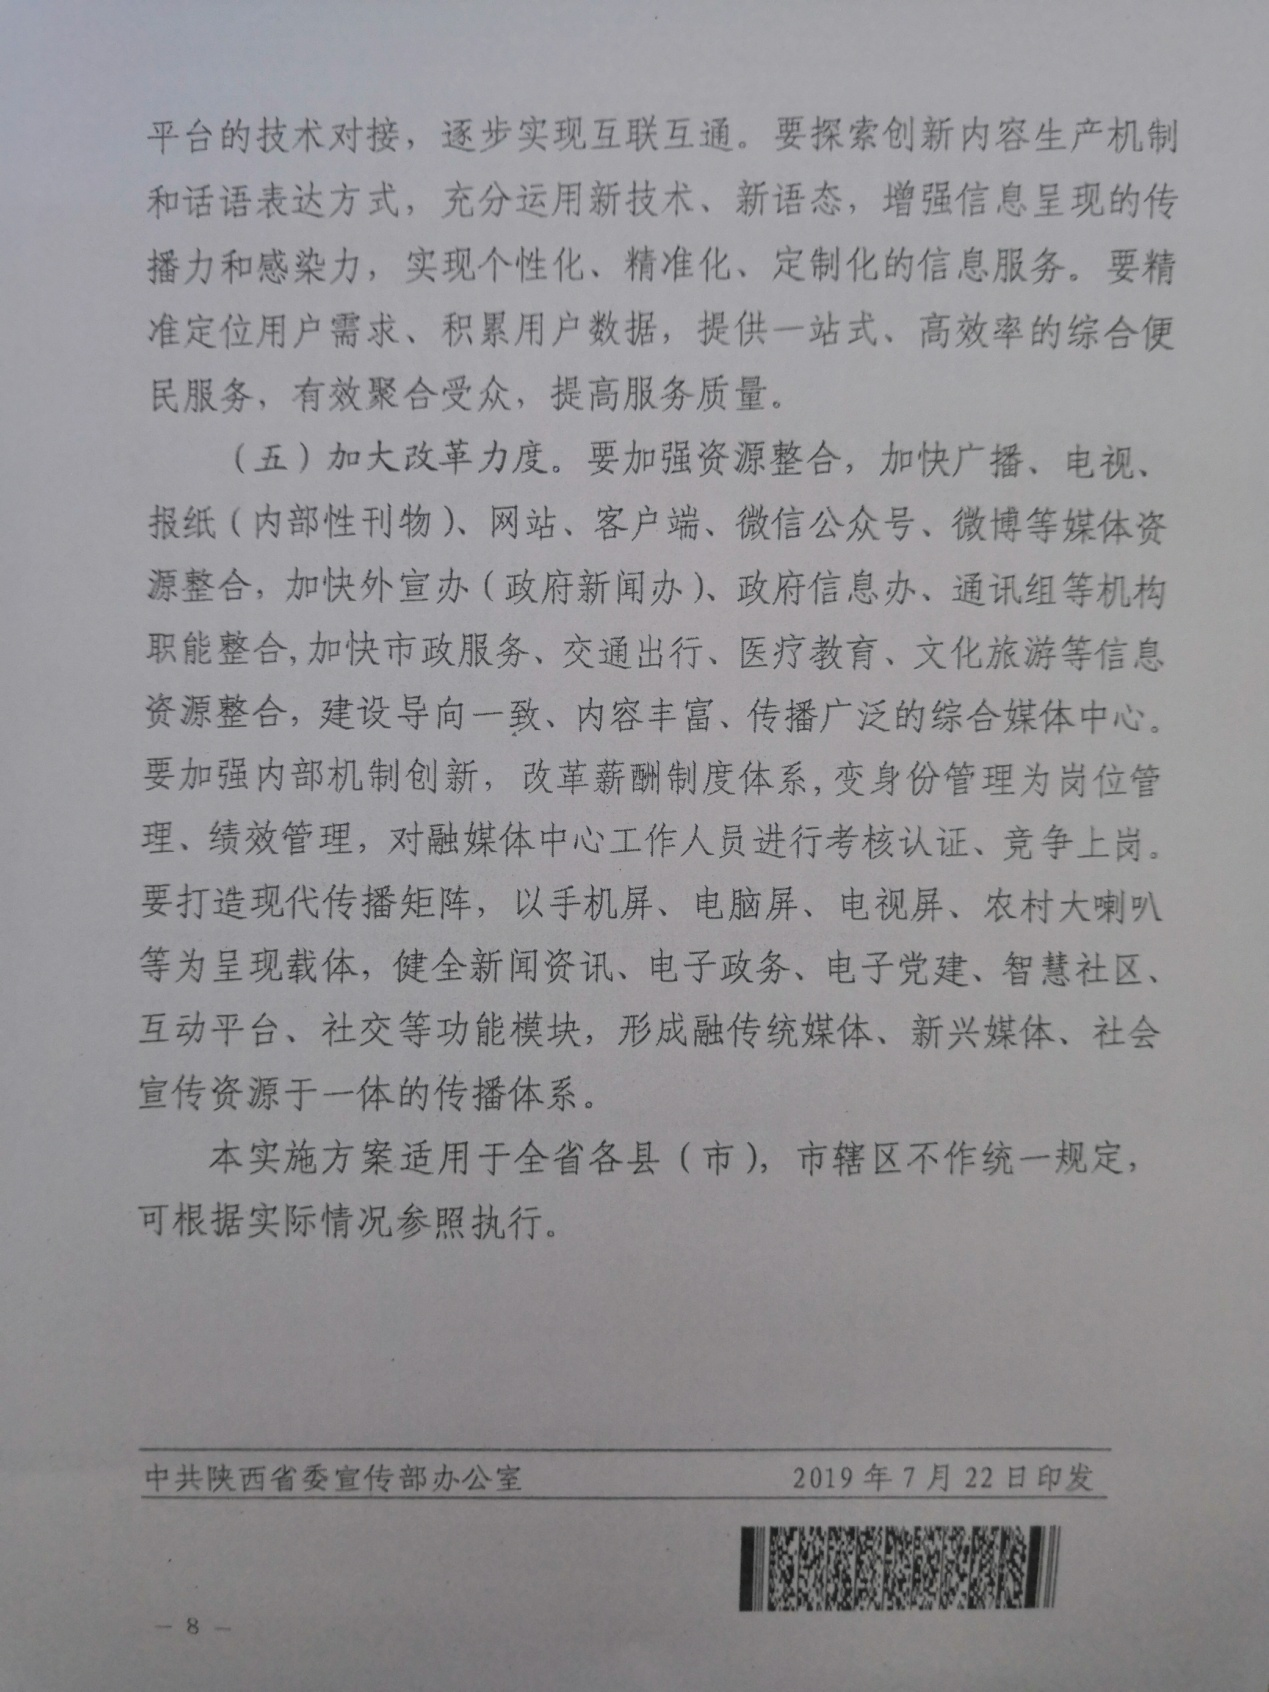 平台的技术对接，逐步实现互联互通。要探索创新内容生产机制
和话语表达方式，充分运用新技术、新语态，增强信息呈现的传
播力和感染力，实现个性化、精准化、定制化的信息服务。要精
准定位用户需求、积累用户数据，提供一站式、高效率的综合便
民服务，有效聚合受众，提高服务质量。
（五）加大改革力度。要加强资源整合，加快广播、电视、
报纸（内部性刊物）、网站、客户端、微信公众号、微博等媒体资
源整合，加快外宣办（政府新闻办）、政府信息办、通讯组等机构
职能整合，加快市政服务、交通出行、医疗教育、文化旅游等信息
资源整合，建设导向一致、内容丰富、传播广泛的综合媒体中心。
要加强内部机制创新，改革薪酬制度体系，变身份管理为岗位管
理、绩效管理，对融媒体中心工作人员进行考核认证、竞争上岗。
要打造现代传播矩阵，以手机屏、电脑屏、电视屏、农村大喇叭
等为呈现载体，健全新闻资讯、电子政务、电子党建、智慧社区、
互动平台、社交等功能模块，形成融传统媒体、新兴媒体、社会
宣传资源于一体的传播体系。
本实施方案适用于全省各县（市），市辖区不作统一规定，
可根据实际情况参照执行。
中共陕西省委宣传部办公室 2019年7月22日印发
— 8 —